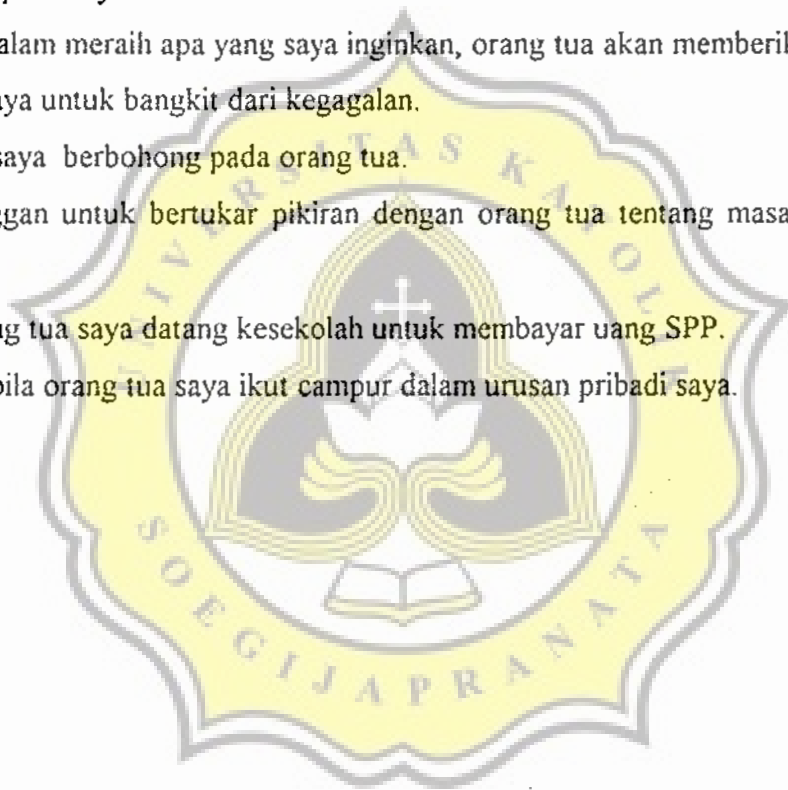 alam meraih apa yang saya inginkan, orang tua akan memberik
aya untuk bangkit dari kegagalan.
saya berbohong pada orang tua.
ggan untuk bertukar pikiran dengan orang tua tentang masa
ng tua saya datang kesekolah untuk membayar uang SPP.
bila orang tua saya ikut campur dalam urusan pribadi saya.
UNIVERSITAS KATOLIK
SOEGIJAPRANATA